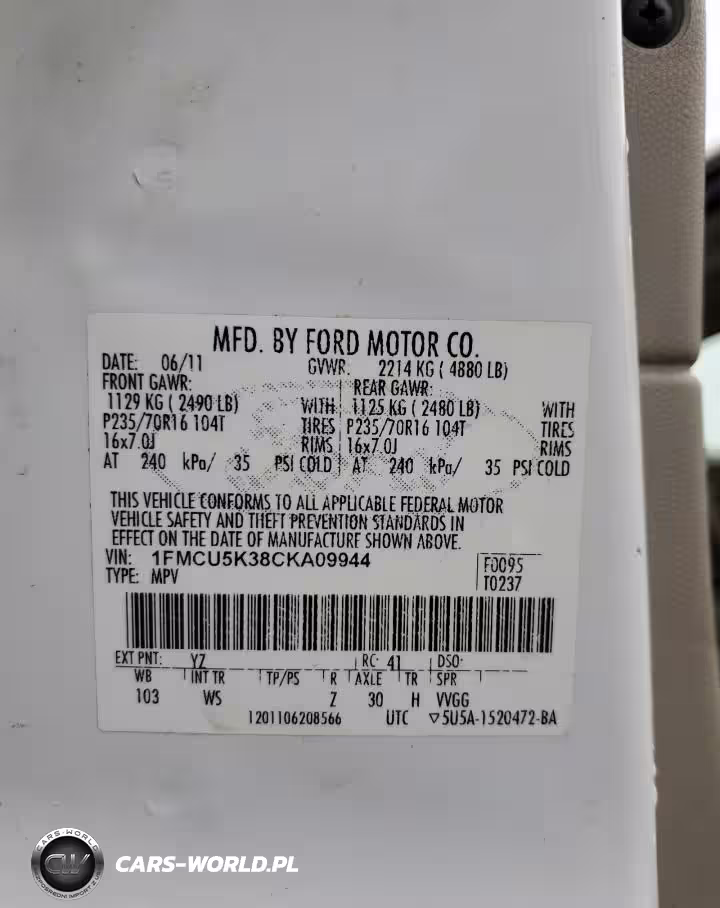 MFD. BY FORD MOTOR CO.
DATE: 06/11 GVWR: 2214 KG ( 4880 LB)
FRONT GAWR: REAR GAWR:
1129 KG ( 2490 LB) WITH 1125 KG ( 2480 LB) WITH
P235/70R16 104T TIRES P235/70R16 104T TIRES
16x7.0J RIMS 16x7.0J RIMS
AT 240 kPa/ 35 PSI COLD AT 240 kPa/ 35 PSI COLD
THIS VEHICLE CONFORMS TO ALL APPLICABLE FEDERAL MOTOR
VEHICLE SAFETY AND THEFT PREVENTION STANDARDS IN
EFFECT ON THE DATE OF MANUFACTURE SHOWN ABOVE.
VIN: 1FMCU5K38CKA09944
TYPE: MPV
F0095
T0237
EXT PNT: YZ RC: 41 DSO:
WB INT TR TP/PS R AXLE TR SPR
103 WS Z 30 H VVGG
1201106208566 UTC ▽5U5A-1520472-BA
CARS-WORLD
CW
CARS-WORLD.PL